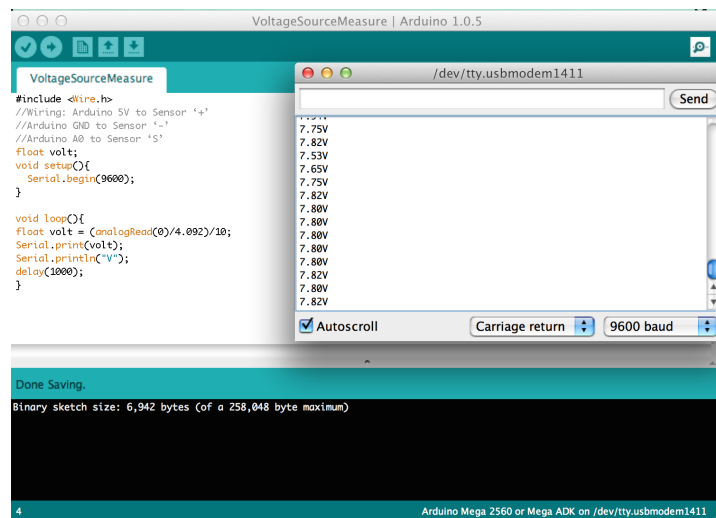 VoltageSourceMeasure | Arduino 1.0.5
VoltageSourceMeasure
#include <Wire.h>
//Wiring: Arduino 5V to Sensor ‘+’
//Arduino GND to Sensor ‘-’
//Arduino A0 to Sensor ‘S’
float volt;
void setup(){
Serial.begin(9600);
}
void loop(){
float volt = (analogRead(0)/4.092)/10;
Serial.print(volt);
Serial.println("V");
delay(1000);
}
/dev/tty.usbmodem1411
Send
7.75V
7.82V
7.53V
7.65V
7.75V
7.82V
7.80V
7.80V
7.80V
7.80V
7.80V
7.82V
7.80V
7.82V
Autoscroll
Carriage return
9600 baud
Done Saving.
Binary sketch size: 6,942 bytes (of a 258,048 byte maximum)
4
Arduino Mega 2560 or Mega ADK on /dev/tty.usbmodem1411